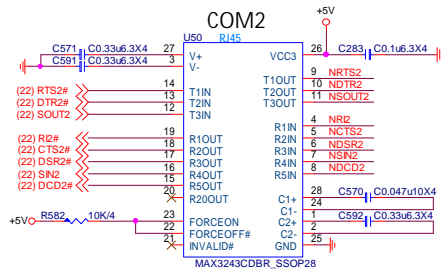 COM2
+5V
U50 RJ45
C571 C0.33u6.3X4 27 V+ VCC3 26 C283 C0.1u6.3X4
C591 C0.33u6.3X4 3 V-
T1OUT 9 NRTS2
(22) RTS2# 14 T1IN T2OUT 10 NDTR2
(22) DTR2# 13 T2IN T3OUT 11 NSOUT2
(22) SOUT2 12 T3IN
R1IN 4 NRI2
(22) RI2# 19 R1OUT R2IN 5 NCTS2
(22) CTS2# 18 R2OUT R3IN 6 NDSR2
(22) DSR2# 17 R3OUT R4IN 7 NSIN2
(22) SIN2 16 R4OUT R5IN 8 NDCD2
(22) DCD2# 15 R5OUT
20 R20OUT C1+ 28 C570 C0.047u10X4
C1- 24
+5V R582 10K/4 23 FORCEON C2+ 1 C592 C0.33u6.3X4
22 FORCEOFF# C2- 2
21 INVALID# GND 25
MAX3243CDBR_SSOP28